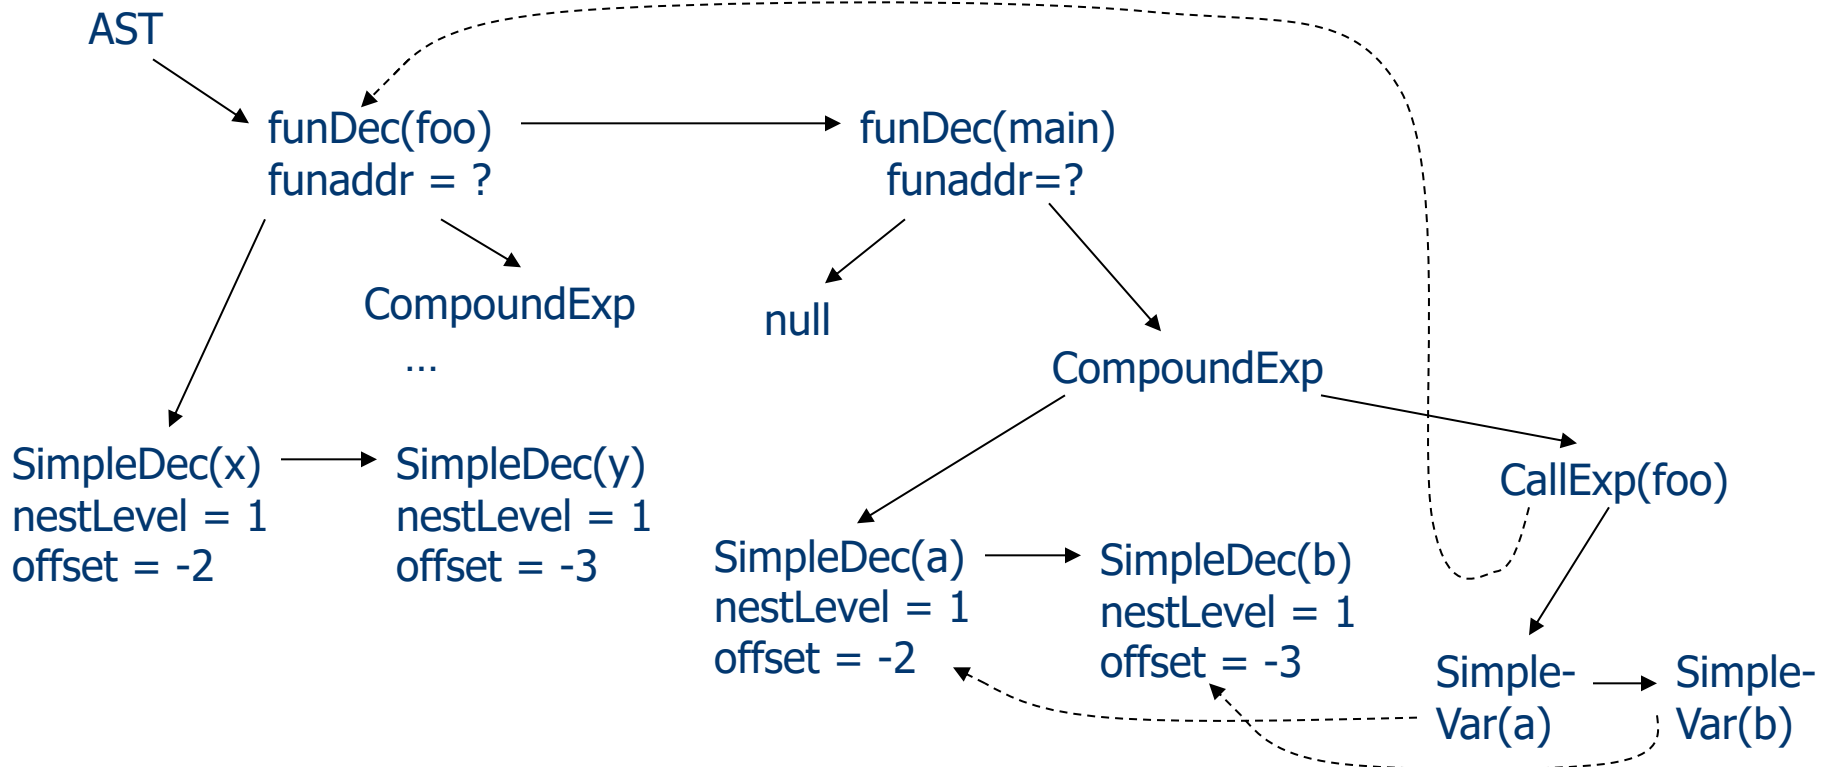 AST
funDec(foo)
funaddr = ?
funDec(main)
funaddr=?
CompoundExp
...
null
CompoundExp
SimpleDec(x)
nestLevel = 1
offset = -2
SimpleDec(y)
nestLevel = 1
offset = -3
CallExp(foo)
SimpleDec(a)
nestLevel = 1
offset = -2
SimpleDec(b)
nestLevel = 1
offset = -3
Simple-
Var(a)
Simple-
Var(b)